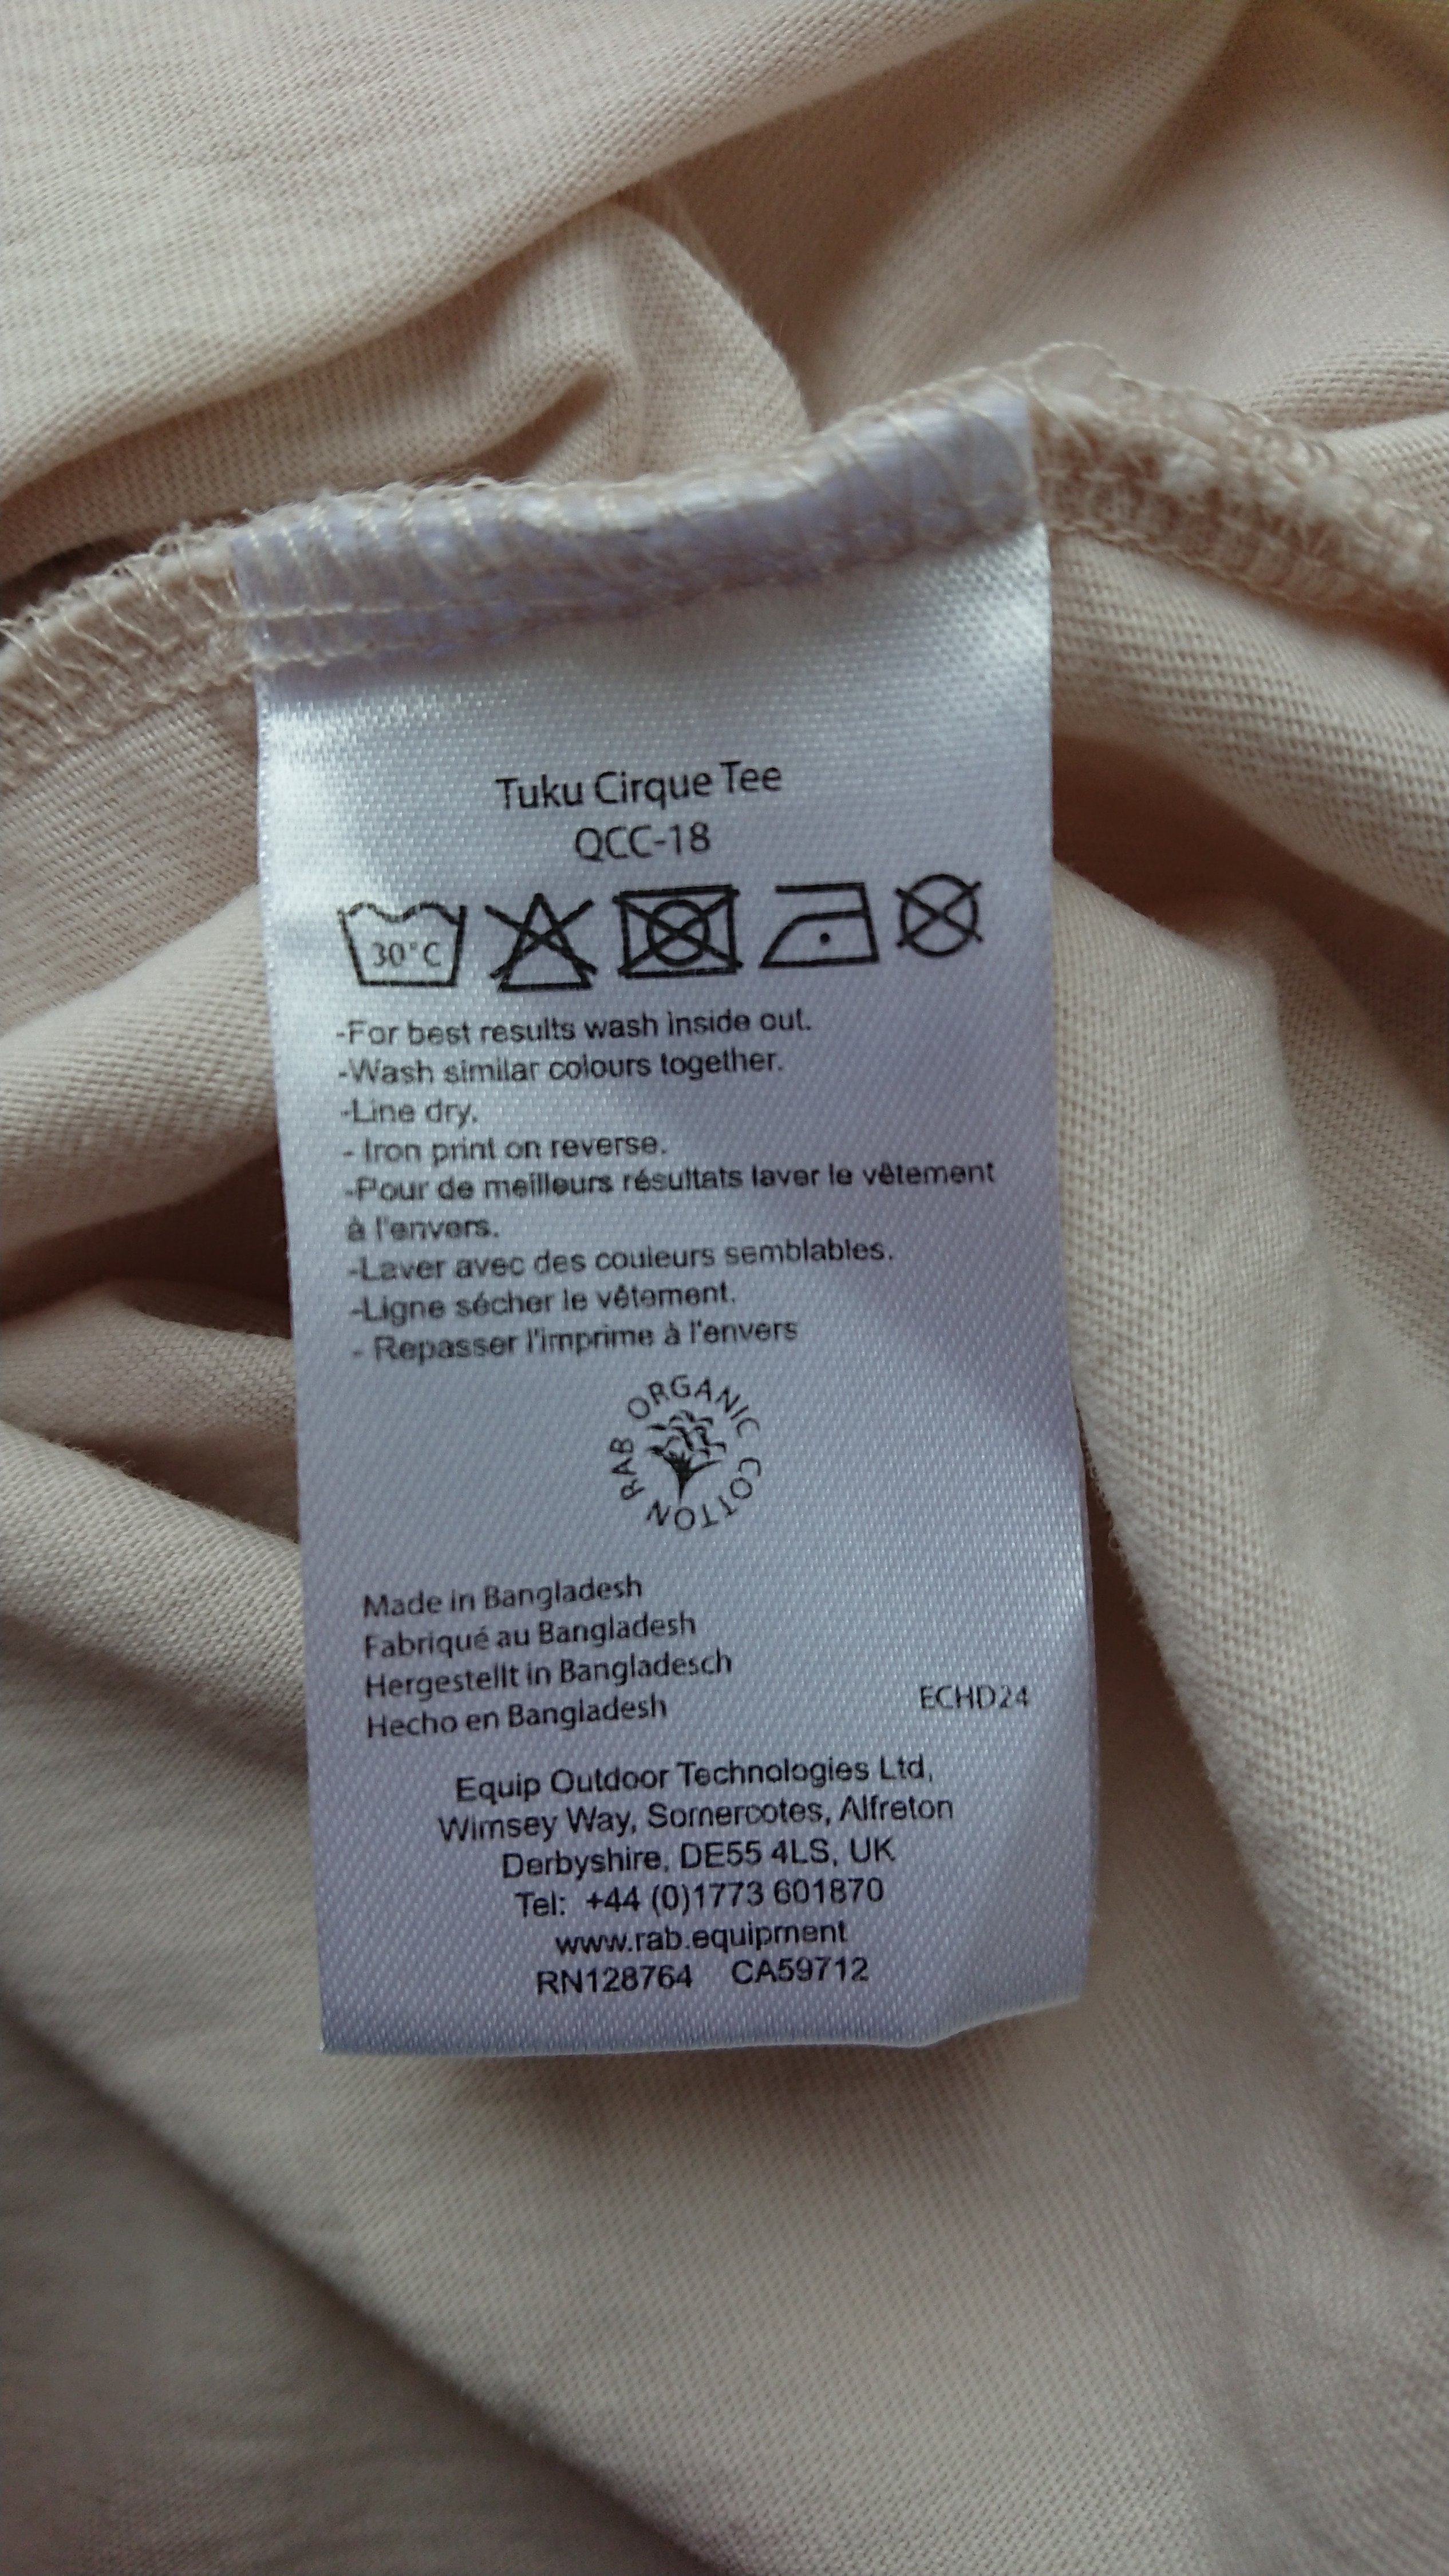 Tuku Cirque Tee
QCC-18
30°C
-For best results wash inside out.
-Wash similar colours together.
-Line dry.
- Iron print on reverse.
-Pour de meilleurs résultats laver le vêtement
à l'envers.
-Laver avec des couleurs semblables.
-Ligne sécher le vêtement.
- Repasser l'imprime à l'envers
RAB ORGANIC COTTON
Made in Bangladesh
Fabriqué au Bangladesh
Hergestellt in Bangladesch
Hecho en Bangladesh
ECHD24
Equip Outdoor Technologies Ltd,
Wimsey Way, Somercotes, Alfreton
Derbyshire, DE55 4LS, UK
Tel: +44 (0)1773 601870
www.rab.equipment
RN128764 CA59712